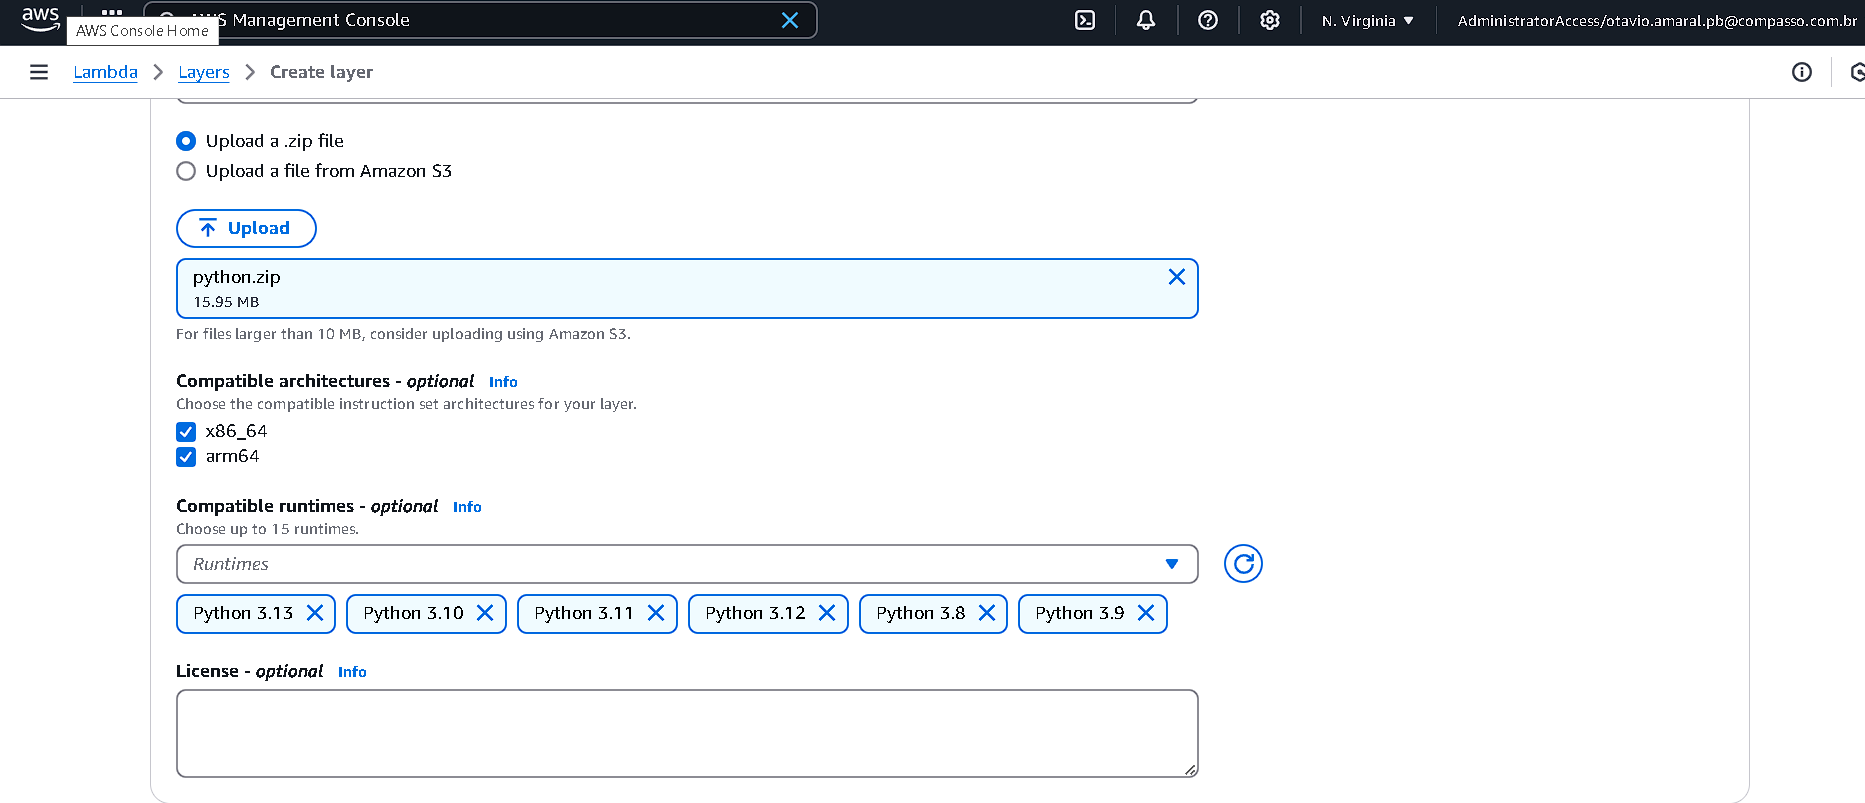 aws
AWS Management Console
AWS Console Home
N. Virginia
AdministratorAccess/otavio.amaral.pb@compasso.com.br
Lambda > Layers > Create layer
Upload a .zip file
Upload a file from Amazon S3
Upload
python.zip
15.95 MB
For files larger than 10 MB, consider uploading using Amazon S3.
Compatible architectures - optional Info
Choose the compatible instruction set architectures for your layer.
x86_64
arm64
Compatible runtimes - optional Info
Choose up to 15 runtimes.
Runtimes
Python 3.13 Python 3.10 Python 3.11 Python 3.12 Python 3.8 Python 3.9
License - optional Info